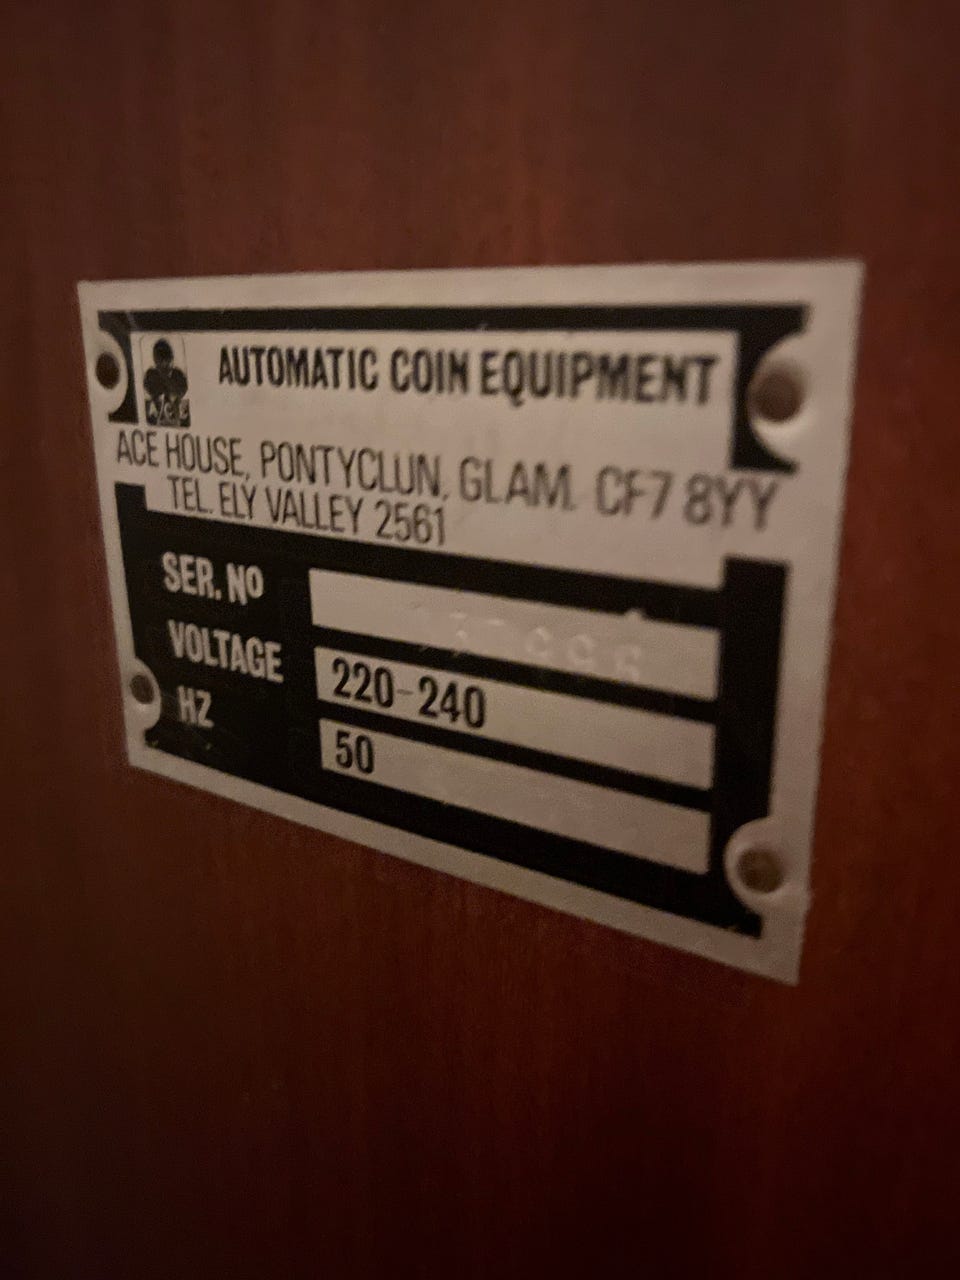 ACE
AUTOMATIC COIN EQUIPMENT
ACE HOUSE, PONTYCLUN, GLAM. CF7 8YY
TEL. ELY VALLEY 2561
SER. NO
VOLTAGE 220-240
HZ 50